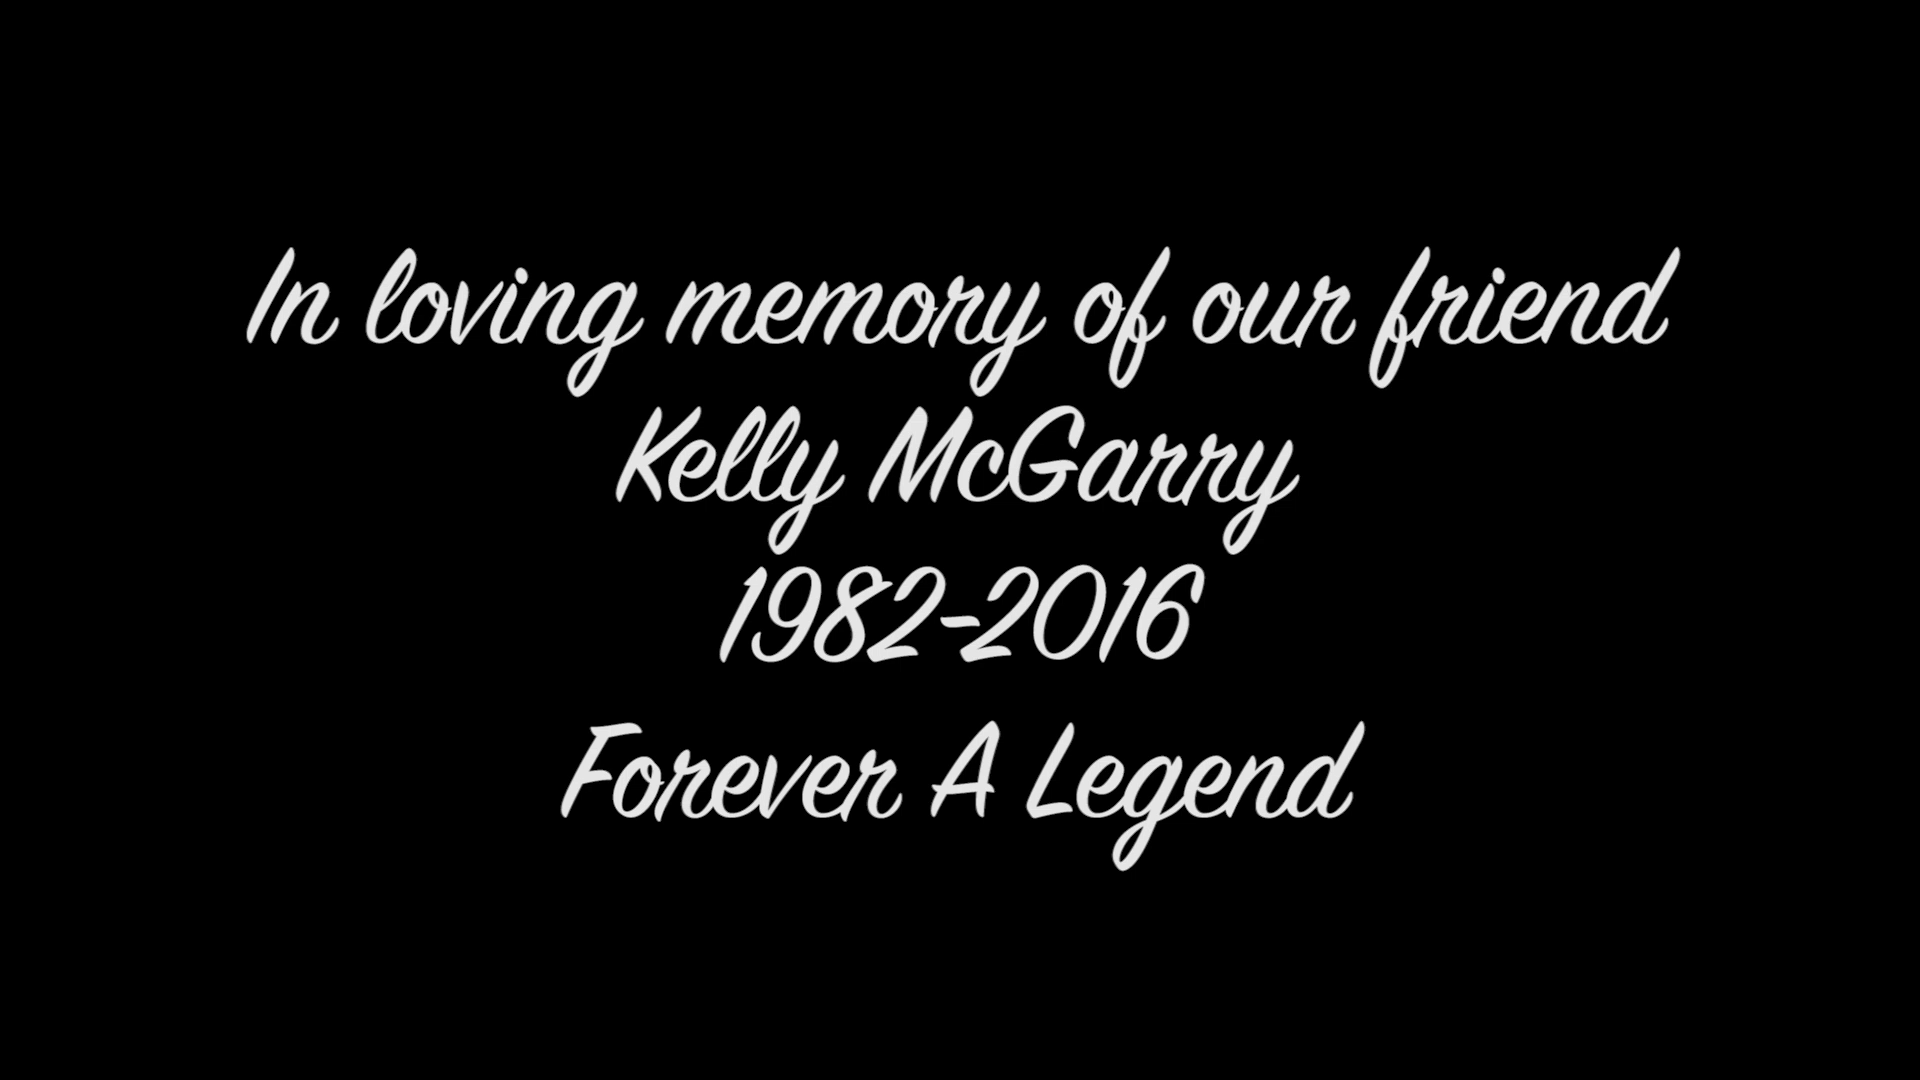 In loving memory of our friend
Kelly McGarry
1982-2016
Forever A Legend